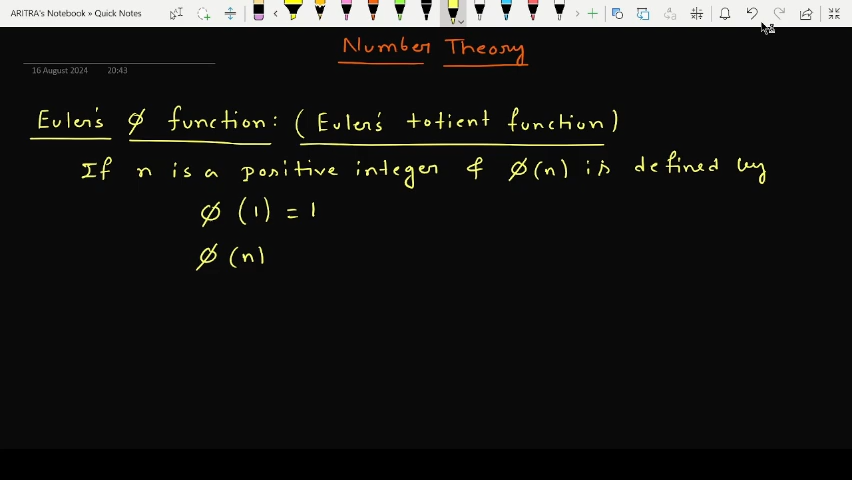 ARITRA's Notebook » Quick Notes
Number Theory
16 August 2024 20:43
Euler's φ function: (Euler's totient function)
If n is a positive integer & φ(n) is defined by
φ (1) = 1
φ (n)